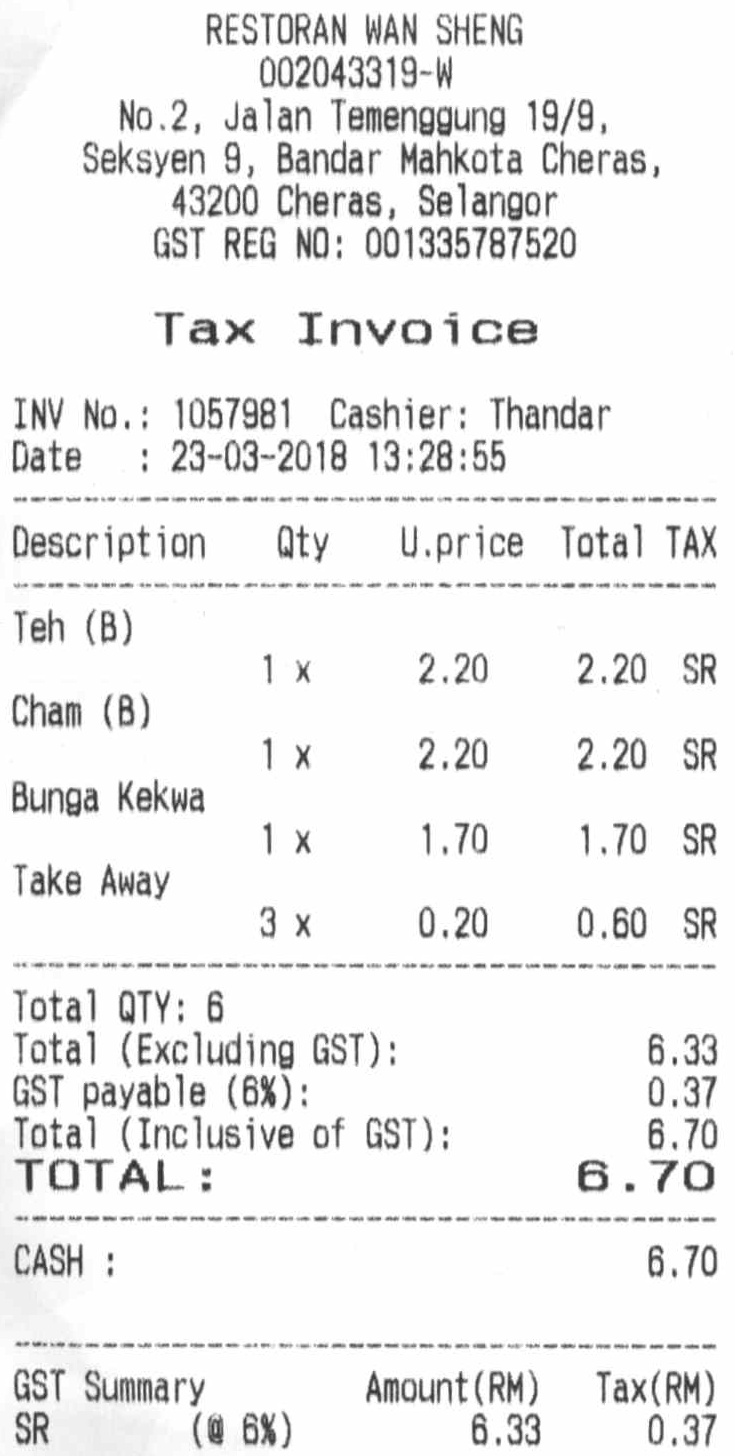 RESTORAN WAN SHENG
002043319-W
No.2, Jalan Temenggung 19/9,
Seksyen 9, Bandar Mahkota Cheras,
43200 Cheras, Selangor
GST REG NO: 001335787520
Tax Invoice
INV No.: 1057981 Cashier: Thandar
Date : 23-03-2018 13:28:55
Description Qty U.price Total TAX
Teh (B)
1 x 2.20 2.20 SR
Cham (B)
1 x 2.20 2.20 SR
Bunga Kekwa
1 x 1.70 1.70 SR
Take Away
3 x 0.20 0.60 SR
Total QTY: 6
Total (Excluding GST): 6.33
GST payable (6%): 0.37
Total (Inclusive of GST): 6.70
TOTAL: 6.70
CASH : 6.70
GST Summary Amount(RM) Tax(RM)
SR (@ 6%) 6.33 0.37